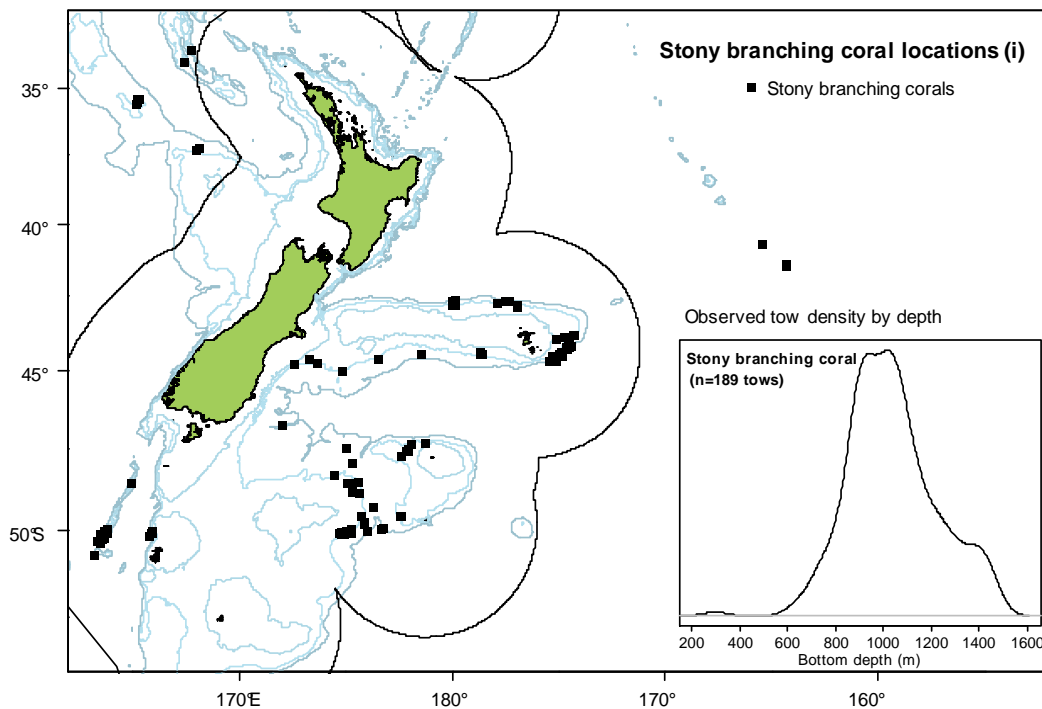 Stony branching coral locations (i)
Stony branching corals
35°
40°
45°
50°S
Observed tow density by depth
Stony branching coral
(n=189 tows)
200 400 600 800 1000 1200 1400 1600
Bottom depth (m)
170°E 180° 170° 160°